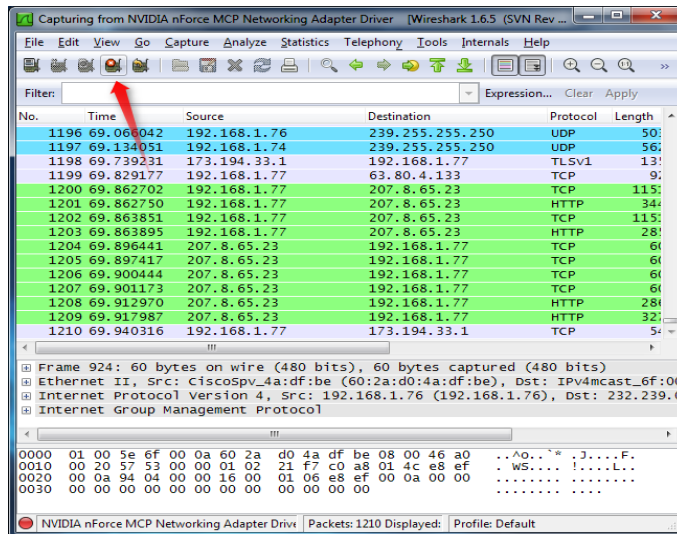 Capturing from NVIDIA nForce MCP Networking Adapter Driver [Wireshark 1.6.5 (SVN Rev ...
File Edit View Go Capture Analyze Statistics Telephony Tools Internals Help
Filter: Expression... Clear Apply
No. Time Source Destination Protocol Length
1196 69.066042 192.168.1.76 239.255.255.250 UDP 503
1197 69.134051 192.168.1.74 239.255.255.250 UDP 562
1198 69.739231 173.194.33.1 192.168.1.77 TLSv1 135
1199 69.829177 192.168.1.77 63.80.4.133 TCP 92
1200 69.862702 192.168.1.77 207.8.65.23 TCP 115
1201 69.862750 192.168.1.77 207.8.65.23 HTTP 344
1202 69.863851 192.168.1.77 207.8.65.23 TCP 115
1203 69.863895 192.168.1.77 207.8.65.23 HTTP 285
1204 69.896441 207.8.65.23 192.168.1.77 TCP 60
1205 69.897417 207.8.65.23 192.168.1.77 TCP 60
1206 69.900444 207.8.65.23 192.168.1.77 TCP 60
1207 69.901173 207.8.65.23 192.168.1.77 TCP 60
1208 69.912970 207.8.65.23 192.168.1.77 HTTP 286
1209 69.917987 207.8.65.23 192.168.1.77 HTTP 32
1210 69.940316 192.168.1.77 173.194.33.1 TCP 54
Frame 924: 60 bytes on wire (480 bits), 60 bytes captured (480 bits)
Ethernet II, Src: CiscoSpv_4a:df:be (60:2a:d0:4a:df:be), Dst: IPv4mcast_6f:00
Internet Protocol Version 4, Src: 192.168.1.76 (192.168.1.76), Dst: 232.239.0
Internet Group Management Protocol
0000 01 00 5e 6f 00 0a 60 2a d0 4a df be 08 00 46 a0 ..^o..`* .J....F.
0010 00 20 57 53 00 00 01 02 21 f7 c0 a8 01 4c e8 ef . WS.... !....L..
0020 00 0a 94 04 00 00 16 00 01 06 e8 ef 00 0a 00 00 ........ ........
0030 00 00 00 00 00 00 00 00 00 00 00 00 ........ ....
NVIDIA nForce MCP Networking Adapter Drive Packets: 1210 Displayed: Profile: Default